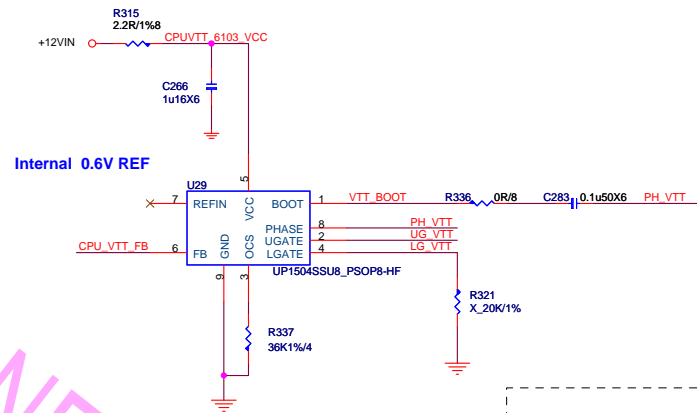 R315
2.2R/1%8
+12VIN
CPUVTT_6103_VCC
C266
1u16X6
Internal 0.6V REF
U29
5
7 REFIN VCC BOOT 1 VTT_BOOT R336 0R/8 C283 0.1u50X6 PH_VTT
PHASE 8 PH_VTT
UGATE 2 UG_VTT
CPU_VTT_FB 6 FB GND OCS LGATE 4 LG_VTT
UP1504SSU8_PSOP8-HF
9 3
R321
X_20K/1%
R337
36K1%/4